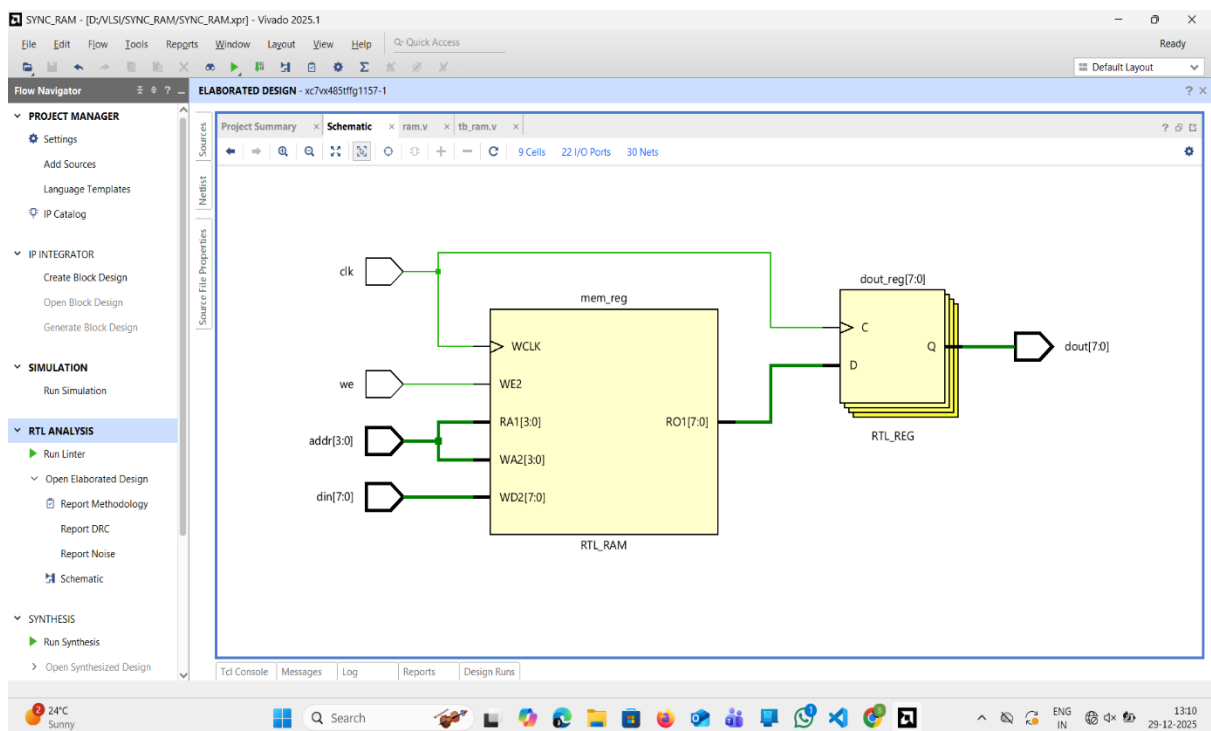 SYNC_RAM - [D:/VLSI/SYNC_RAM/SYNC_RAM.xpr] - Vivado 2025.1
File Edit Flow Tools Reports Window Layout View Help Q- Quick Access
Ready
Default Layout
Flow Navigator
ELABORATED DESIGN - xc7vx485tffg1157-1
PROJECT MANAGER
Settings
Add Sources
Language Templates
IP Catalog
IP INTEGRATOR
Create Block Design
Open Block Design
Generate Block Design
SIMULATION
Run Simulation
RTL ANALYSIS
Run Linter
Open Elaborated Design
Report Methodology
Report DRC
Report Noise
Schematic
SYNTHESIS
Run Synthesis
Open Synthesized Design
Sources
Netlist
Source File Properties
Project Summary Schematic ram.v tb_ram.v
9 Cells 22 I/O Ports 30 Nets
clk
we
addr[3:0]
din[7:0]
mem_reg
WCLK
WE2
RA1[3:0] RO1[7:0]
WA2[3:0]
WD2[7:0]
RTL_RAM
dout_reg[7:0]
C
Q
D
RTL_REG
dout[7:0]
Tcl Console Messages Log Reports Design Runs
2
24°C
Sunny
Search
ENG
IN
13:10
29-12-2025